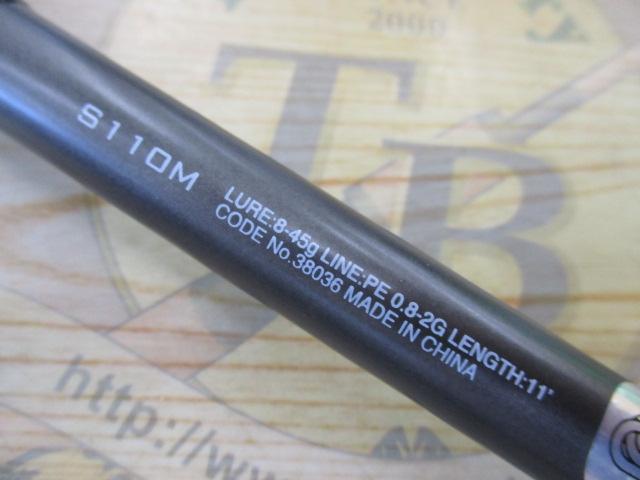 2000
TB
S110M
LURE:8-45g LINE:PE 0.8-2G LENGTH:11"
CODE No.38036 MADE IN CHINA
http://www